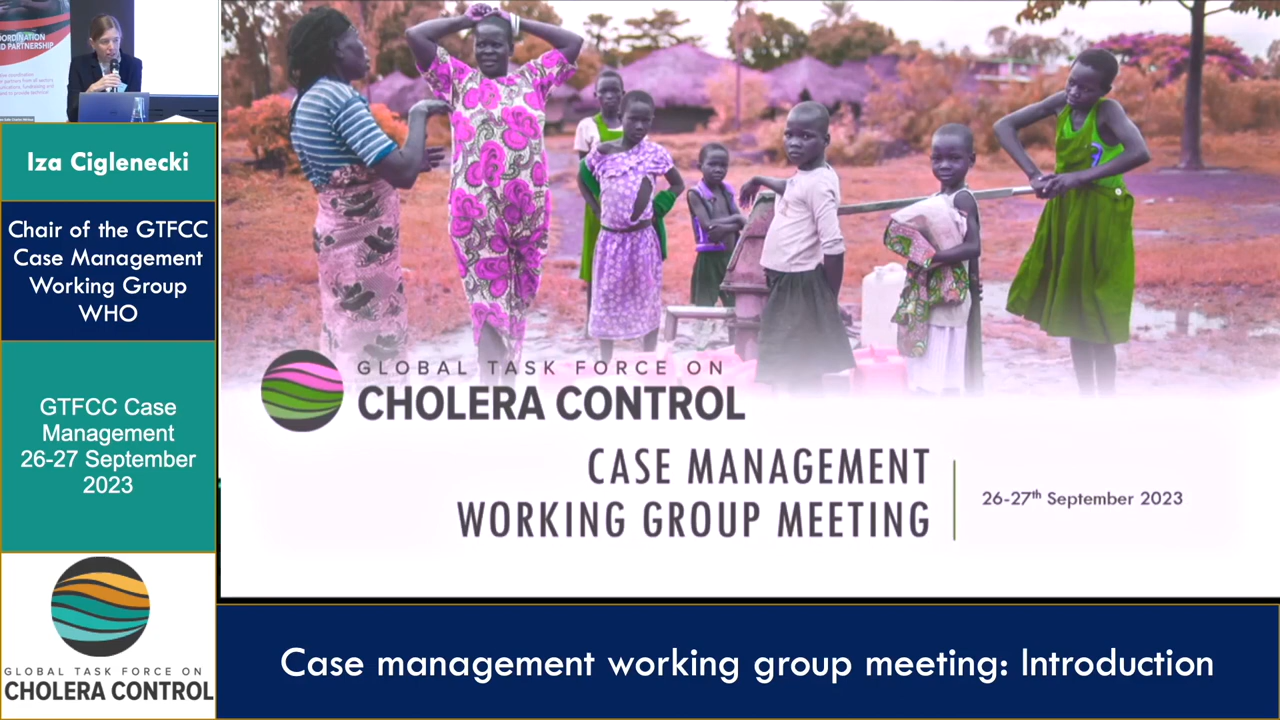 OORDINATION
D PARTNERSHIP
Iza Ciglenecki
Chair of the GTFCC
Case Management
Working Group
WHO
GTFCC Case
Management
26-27 September
2023
GLOBAL TASK FORCE ON
CHOLERA CONTROL
GLOBAL TASK FORCE ON
CHOLERA CONTROL
CASE MANAGEMENT
WORKING GROUP MEETING
26-27th September 2023
Case management working group meeting: Introduction